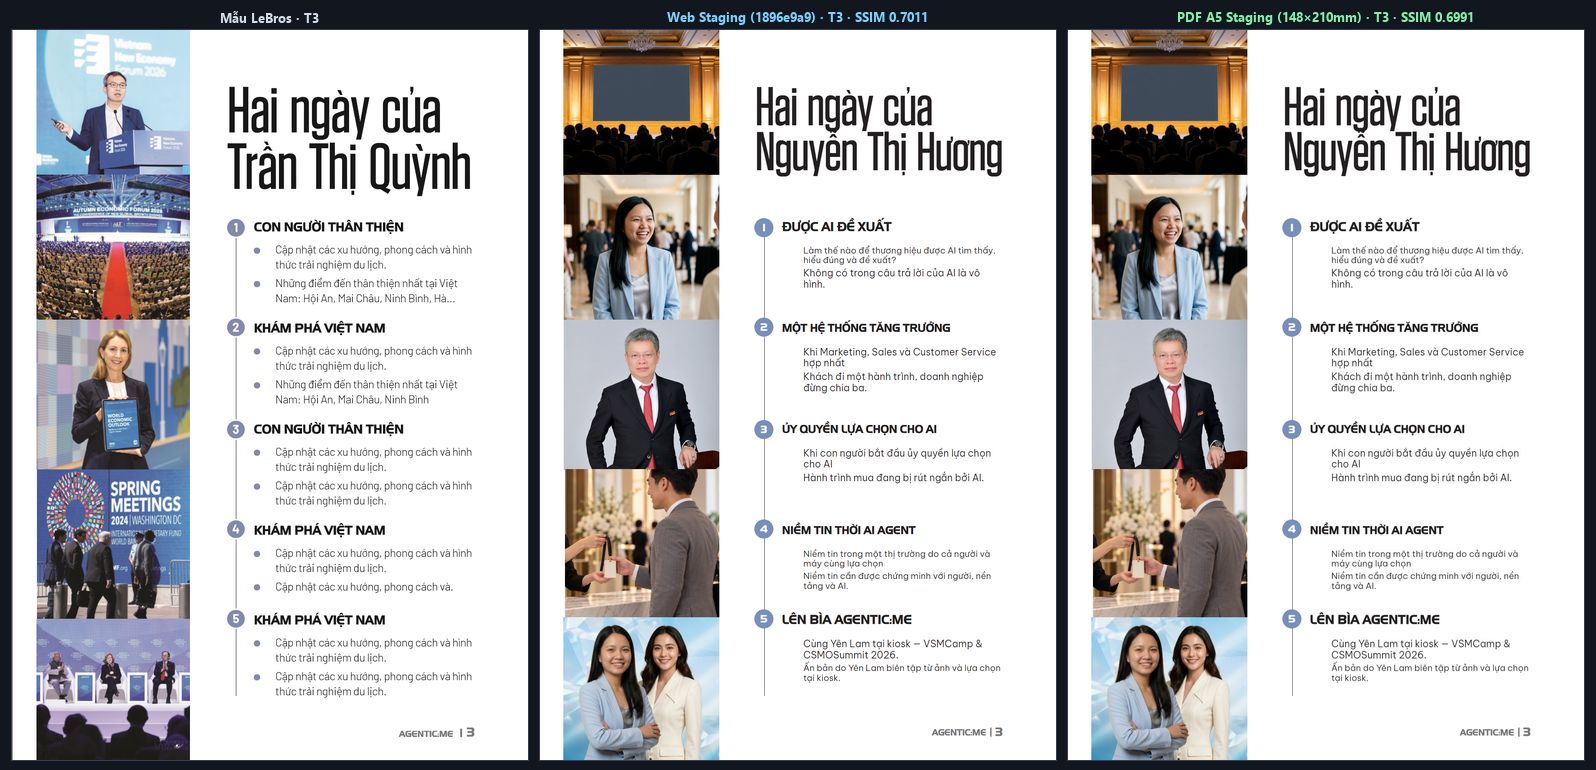 Mẫu LeBros · T3
Vietnam
New Economy
Forum 2026
AUTUMN ECONOMIC FORUM 2025
WORLD
ECONOMIC
OUTLOOK
SPRING
MEETINGS
2024 | WASHINGTON DC
Hai ngày của
Trần Thị Quỳnh
1 CON NGƯỜI THÂN THIỆN
Cập nhật các xu hướng, phong cách và hình
thức trải nghiệm du lịch.
Những điểm đến thân thiện nhất tại Việt
Nam: Hội An, Mai Châu, Ninh Bình, Hà...
2 KHÁM PHÁ VIỆT NAM
Cập nhật các xu hướng, phong cách và hình
thức trải nghiệm du lịch.
Những điểm đến thân thiện nhất tại Việt
Nam: Hội An, Mai Châu, Ninh Bình
3 CON NGƯỜI THÂN THIỆN
Cập nhật các xu hướng, phong cách và hình
thức trải nghiệm du lịch.
Cập nhật các xu hướng, phong cách và hình
thức trải nghiệm du lịch.
4 KHÁM PHÁ VIỆT NAM
Cập nhật các xu hướng, phong cách và hình
thức trải nghiệm du lịch.
Cập nhật các xu hướng, phong cách và.
5 KHÁM PHÁ VIỆT NAM
Cập nhật các xu hướng, phong cách và hình
thức trải nghiệm du lịch.
Cập nhật các xu hướng, phong cách và hình
thức trải nghiệm du lịch.
AGENTIC:ME | 3
Web Staging (1896e9a9) · T3 · SSIM 0.7011
Hai ngày của
Nguyễn Thị Hương
1 ĐƯỢC AI ĐỀ XUẤT
Làm thế nào để thương hiệu được AI tìm thấy,
hiểu đúng và đề xuất?
Không có trong câu trả lời của AI là vô
hình.
2 MỘT HỆ THỐNG TĂNG TRƯỞNG
Khi Marketing, Sales và Customer Service
hợp nhất
Khách đi một hành trình, doanh nghiệp
đừng chia ba.
3 ỦY QUYỀN LỰA CHỌN CHO AI
Khi con người bắt đầu ủy quyền lựa chọn
cho AI
Hành trình mua đang bị rút ngắn bởi AI.
4 NIỀM TIN THỜI AI AGENT
Niềm tin trong một thị trường do cả người và
máy cùng lựa chọn
Niềm tin cần được chứng minh với người, nền
tảng và AI.
5 LÊN BÌA AGENTIC:ME
Cùng Yên Lam tại kiosk — VSMCamp &
CSMOSummit 2026.
Ấn bản do Yên Lam biên tập từ ảnh và lựa chọn
tại kiosk.
AGENTIC:ME | 3
PDF A5 Staging (148×210mm) · T3 · SSIM 0.6991
Hai ngày của
Nguyễn Thị Hương
1 ĐƯỢC AI ĐỀ XUẤT
Làm thế nào để thương hiệu được AI tìm thấy,
hiểu đúng và đề xuất?
Không có trong câu trả lời của AI là vô
hình.
2 MỘT HỆ THỐNG TĂNG TRƯỞNG
Khi Marketing, Sales và Customer Service
hợp nhất
Khách đi một hành trình, doanh nghiệp
đừng chia ba.
3 ỦY QUYỀN LỰA CHỌN CHO AI
Khi con người bắt đầu ủy quyền lựa chọn
cho AI
Hành trình mua đang bị rút ngắn bởi AI.
4 NIỀM TIN THỜI AI AGENT
Niềm tin trong một thị trường do cả người và
máy cùng lựa chọn
Niềm tin cần được chứng minh với người, nền
tảng và AI.
5 LÊN BÌA AGENTIC:ME
Cùng Yên Lam tại kiosk — VSMCamp &
CSMOSummit 2026.
Ấn bản do Yên Lam biên tập từ ảnh và lựa chọn
tại kiosk.
AGENTIC:ME | 3